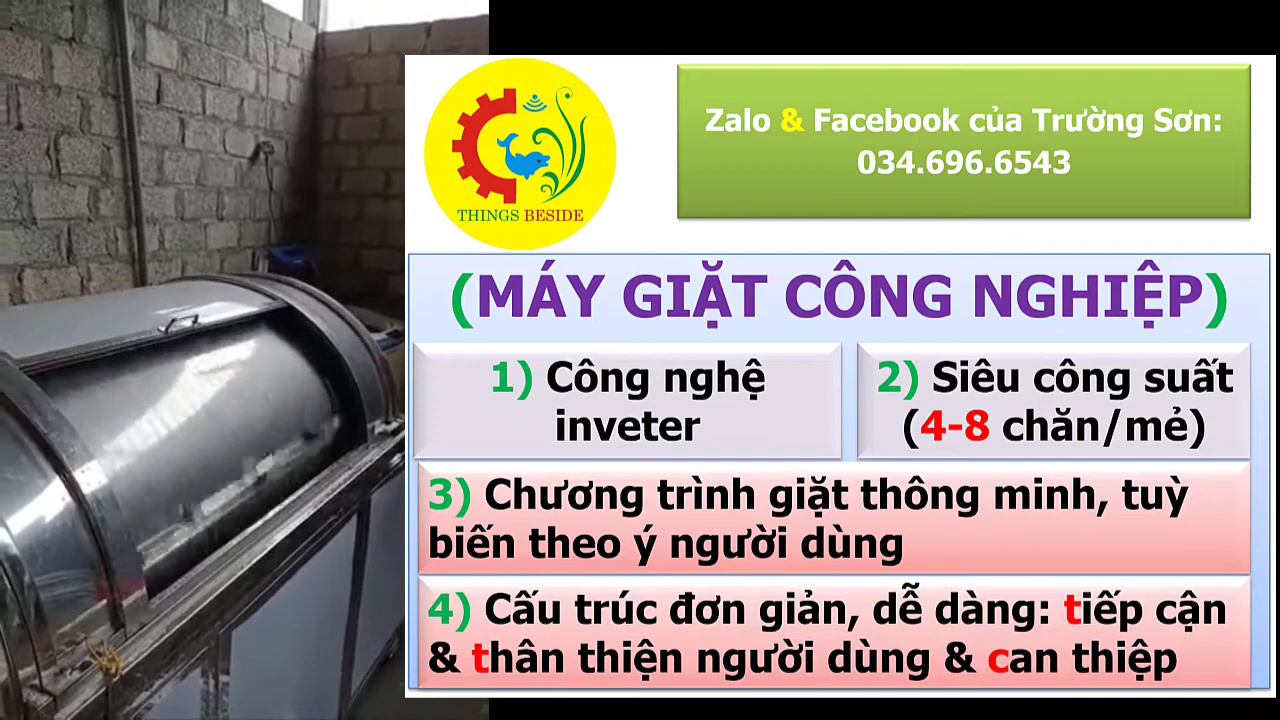 THINGS BESIDE
Zalo & Facebook của Trường Sơn:
034.696.6543
(MÁY GIẶT CÔNG NGHIỆP)
1) Công nghệ
inveter
2) Siêu công suất
(4-8 chăn/mẻ)
3) Chương trình giặt thông minh, tuỳ
biến theo ý người dùng
4) Cấu trúc đơn giản, dễ dàng: tiếp cận
& thân thiện người dùng & can thiệp